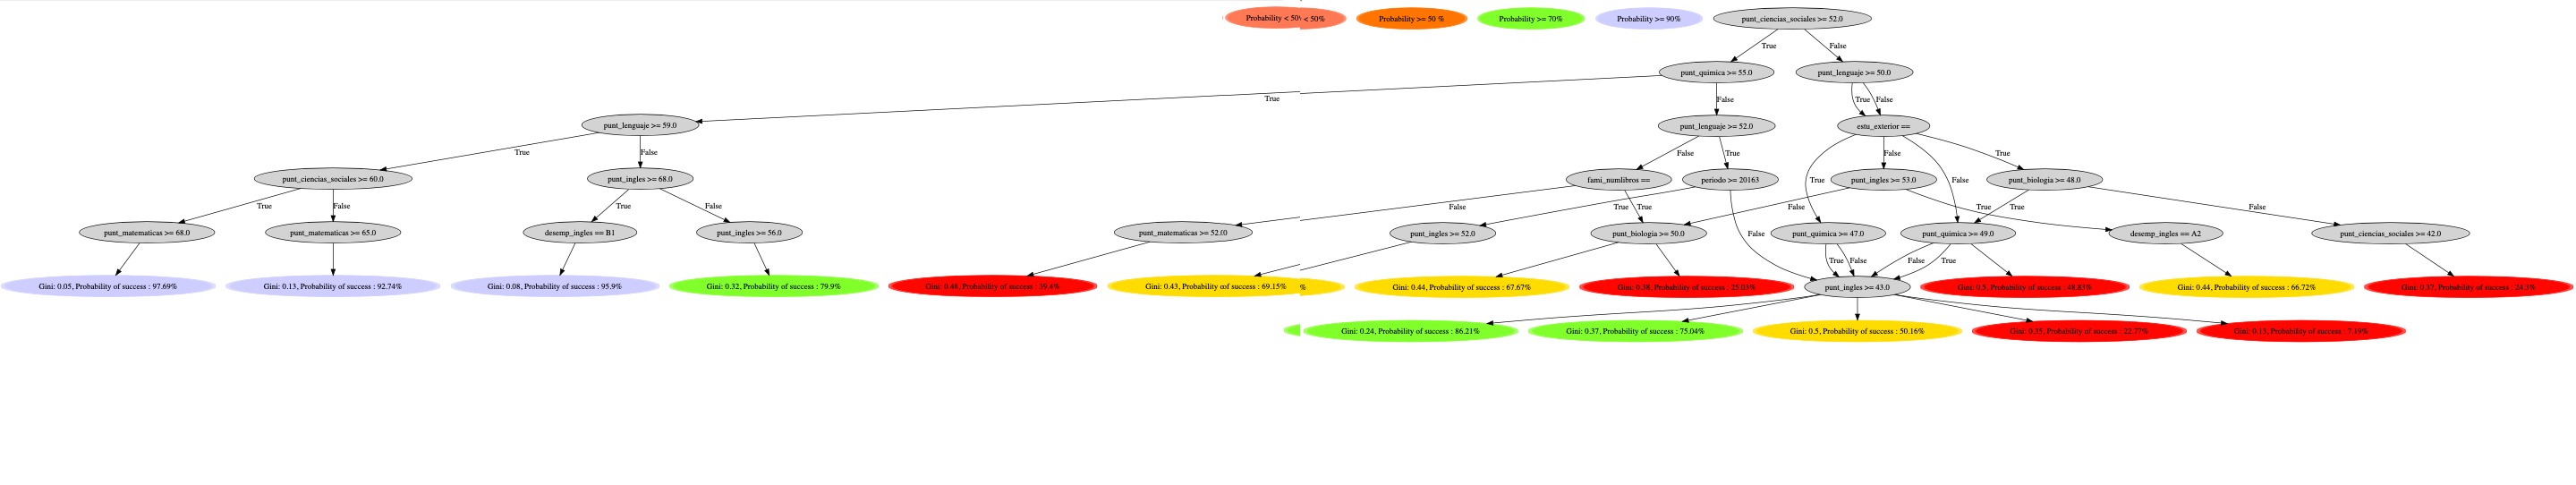 Probability < 50% < 50%
Probability >= 50 %
Probability >= 70%
Probability >= 90%
punt_ciencias_sociales >= 52.0
True
False
punt_quimica >= 55.0
punt_lenguaje >= 50.0
True
False
True
False
punt_lenguaje >= 59.0
punt_lenguaje >= 52.0
estu_exterior ==
True
False
False
True
True
False
False
True
punt_ciencias_sociales >= 60.0
punt_ingles >= 68.0
fami_numlibros ==
periodo >= 20163
punt_ingles >= 53.0
punt_biologia >= 48.0
True
False
True
False
False
True
True
False
False
True
True
False
punt_matematicas >= 68.0
punt_matematicas >= 65.0
desemp_ingles == B1
punt_ingles >= 56.0
punt_matematicas >= 52.00
punt_ingles >= 52.0
punt_biologia >= 50.0
punt_quimica >= 47.0
punt_quimica >= 49.0
desemp_ingles == A2
punt_ciencias_sociales >= 42.0
True
False
False
True
Gini: 0.05, Probability of success : 97.69%
Gini: 0.13, Probability of success : 92.74%
Gini: 0.08, Probability of success : 95.9%
Gini: 0.32, Probability of success : 79.9%
Gini: 0.48, Probability of success : 39.4%
Gini: 0.43, Probability of success : 69.15% %
Gini: 0.44, Probability of success : 67.67%
Gini: 0.38, Probability of success : 25.03%
punt_ingles >= 43.0
Gini: 0.5, Probability of success : 48.83%
Gini: 0.44, Probability of success : 66.72%
Gini: 0.37, Probability of success : 24.3%
Gini: 0.24, Probability of success : 86.21%
Gini: 0.37, Probability of success : 75.04%
Gini: 0.5, Probability of success : 50.16%
Gini: 0.35, Probability of success : 22.77%
Gini: 0.13, Probability of success : 7.19%